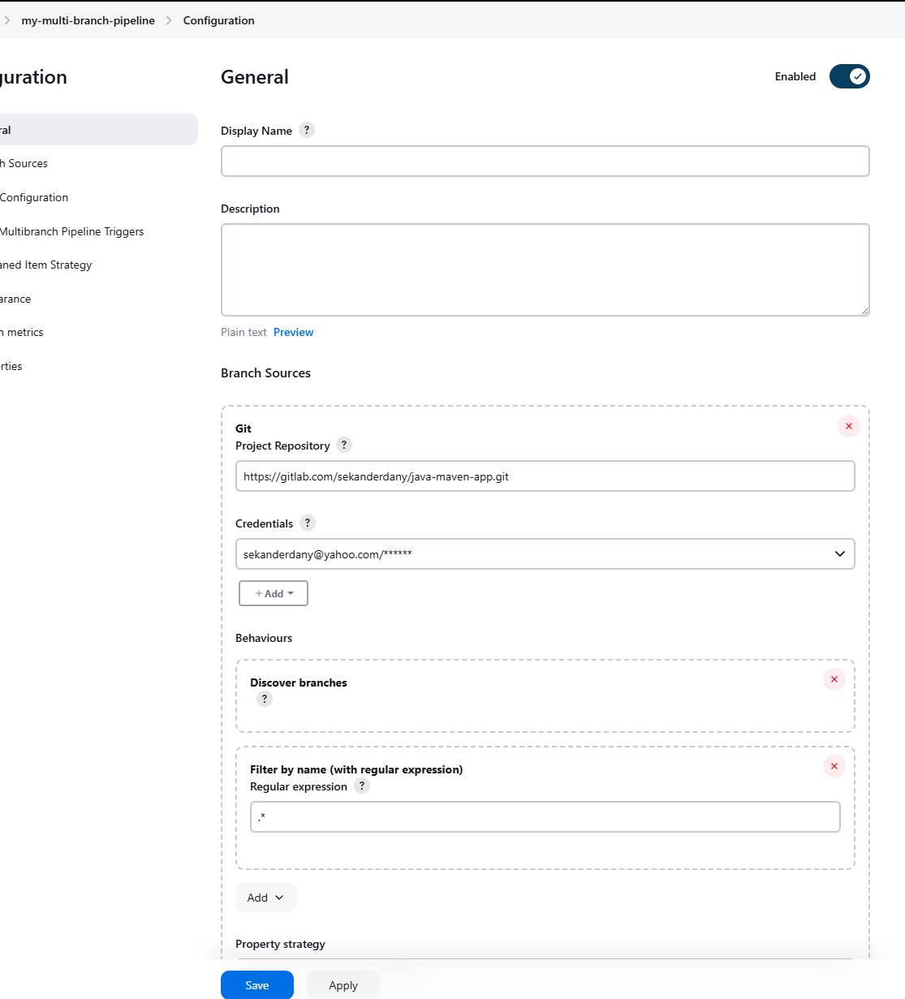 my-multi-branch-pipeline > Configuration
uration
General
Enabled ✓
ral
h Sources
Configuration
Multibranch Pipeline Triggers
aned Item Strategy
arance
h metrics
rties
Display Name ?
Description
Plain text Preview
Branch Sources
Git
Project Repository ?
https://gitlab.com/sekanderdany/java-maven-app.git
Credentials ?
sekanderdany@yahoo.com/******
+ Add
Behaviours
Discover branches
?
Filter by name (with regular expression)
Regular expression ?
.*
Add
Property strategy
Save
Apply